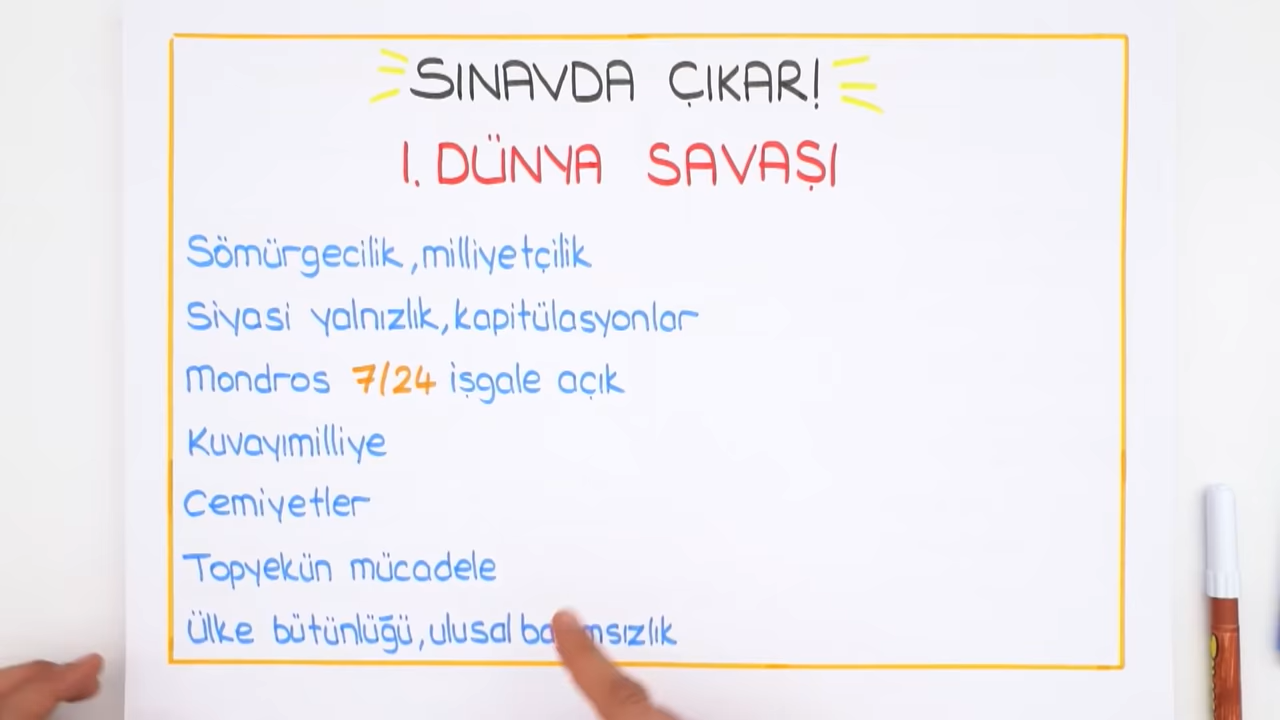 SINAVDA ÇIKAR!
I. DÜNYA SAVAŞI
Sömürgecilik, milliyetçilik
Siyasi yalnızlık, kapitülasyonlar
Mondros 7/24 işgale açık
Kuvayımilliye
Cemiyetler
Topyekün mücadele
Ülke bütünlüğü, ulusal